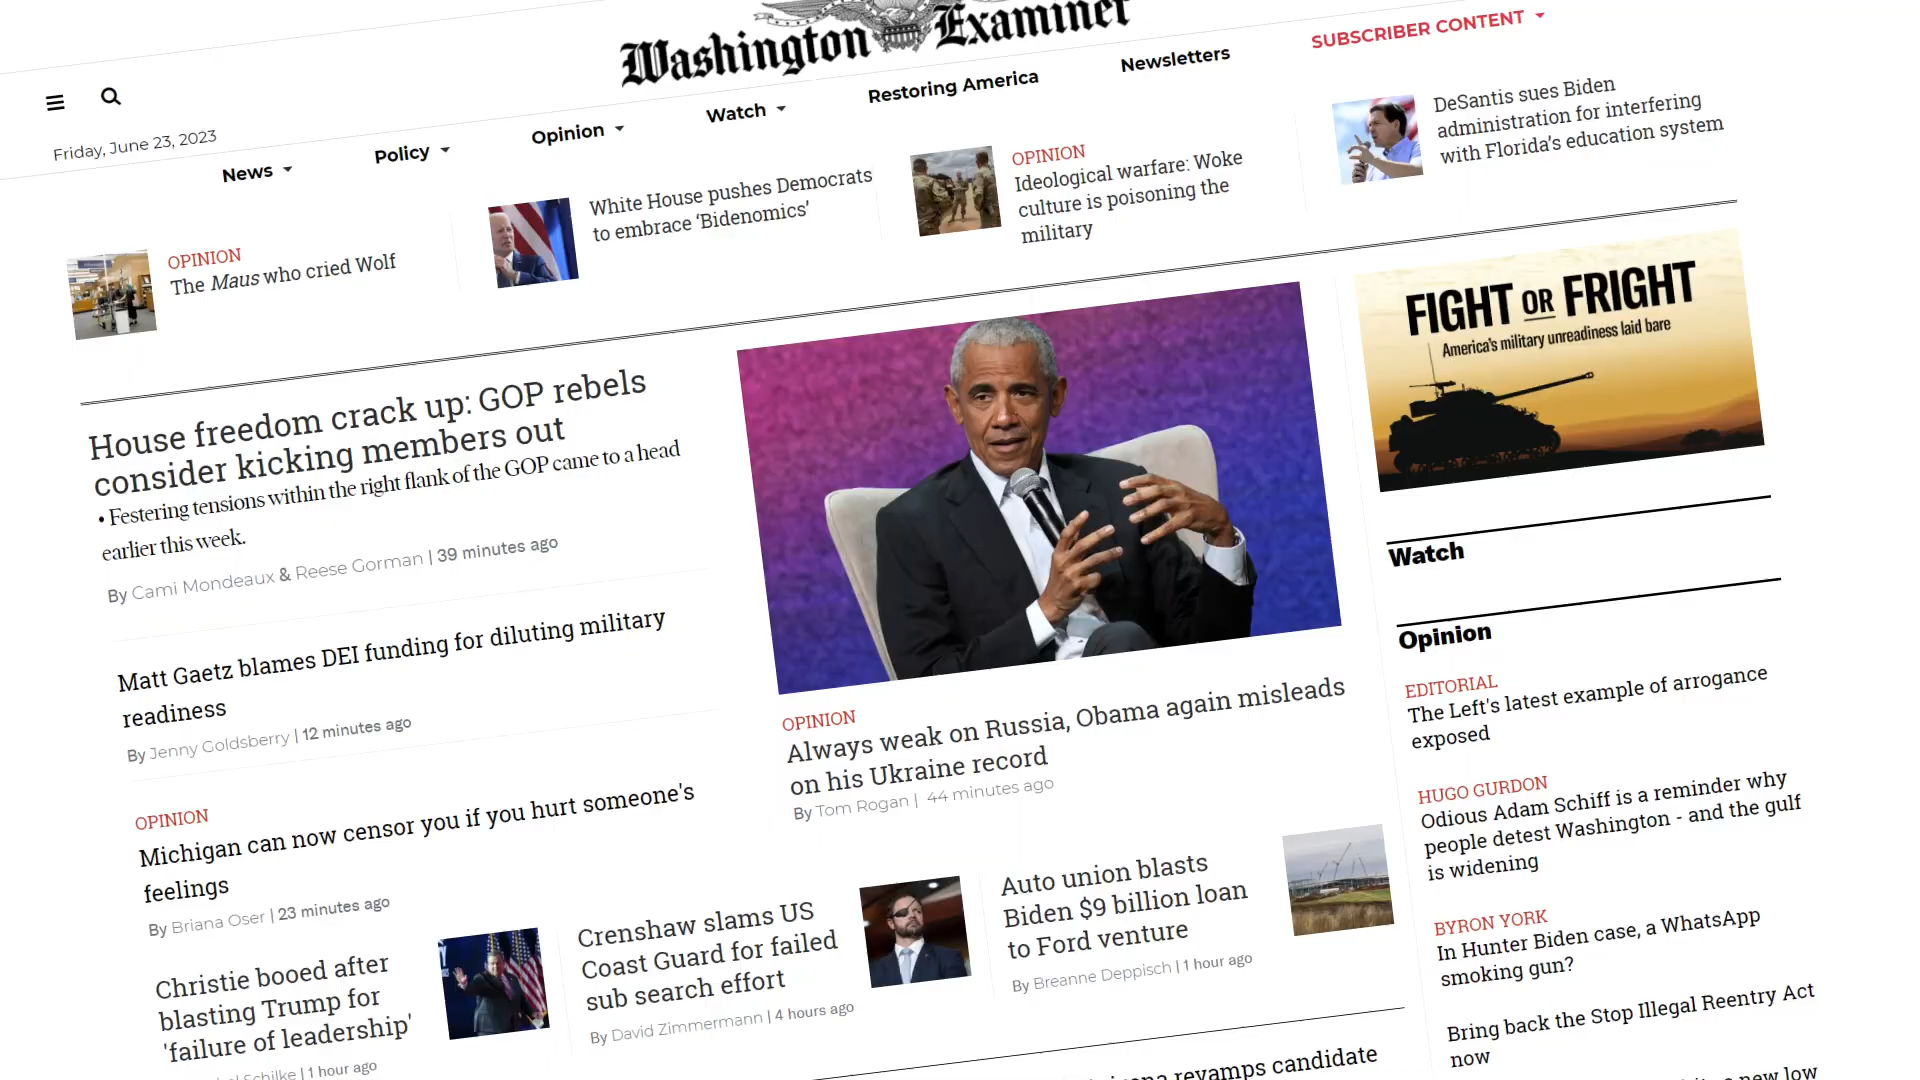 Washington Examiner
SUBSCRIBER CONTENT
Friday, June 23, 2023
News
Policy
Opinion
Watch
Restoring America
Newsletters
OPINION
The Maus who cried Wolf
White House pushes Democrats
to embrace ‘Bidenomics’
OPINION
Ideological warfare: Woke
culture is poisoning the
military
DeSantis sues Biden
administration for interfering
with Florida’s education system
House freedom crack up: GOP rebels
consider kicking members out
• Festering tensions within the right flank of the GOP came to a head
earlier this week.
By Cami Mondeaux & Reese Gorman | 39 minutes ago
Matt Gaetz blames DEI funding for diluting military
readiness
By Jenny Goldsberry | 12 minutes ago
OPINION
Michigan can now censor you if you hurt someone's
feelings
By Briana Oser | 23 minutes ago
OPINION
Always weak on Russia, Obama again misleads
on his Ukraine record
By Tom Rogan | 44 minutes ago
Christie booed after
blasting Trump for
'failure of leadership'
Schilke | 1 hour ago
Crenshaw slams US
Coast Guard for failed
sub search effort
By David Zimmermann | 4 hours ago
Auto union blasts
Biden $9 billion loan
to Ford venture
By Breanne Deppisch | 1 hour ago
revamps candidate
FIGHT OR FRIGHT
America's military unreadiness laid bare
Watch
Opinion
EDITORIAL
The Left's latest example of arrogance
exposed
HUGO GURDON
Odious Adam Schiff is a reminder why
people detest Washington - and the gulf
is widening
BYRON YORK
In Hunter Biden case, a WhatsApp
smoking gun?
Bring back the Stop Illegal Reentry Act
now
new low